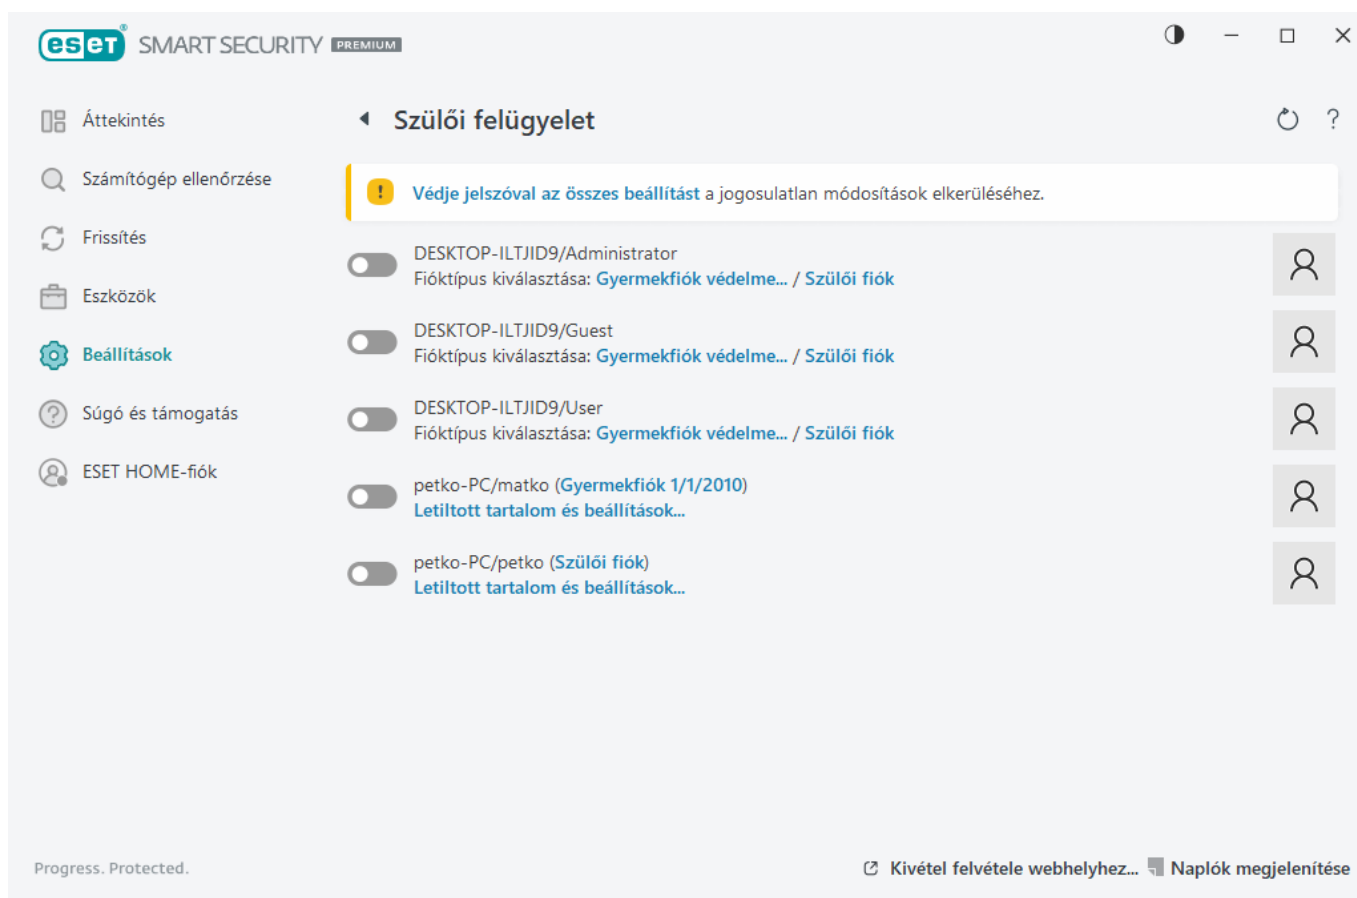 eset® SMART SECURITY PREMIUM
Áttekintés
Számítógép ellenőrzése
Frissítés
Eszközök
Beállítások
Súgó és támogatás
ESET HOME-fiók
Szülői felügyelet
?
! Védje jelszóval az összes beállítást a jogosulatlan módosítások elkerüléséhez.
DESKTOP-ILTJID9/Administrator
Fióktípus kiválasztása: Gyermekfiók védelme... / Szülői fiók
DESKTOP-ILTJID9/Guest
Fióktípus kiválasztása: Gyermekfiók védelme... / Szülői fiók
DESKTOP-ILTJID9/User
Fióktípus kiválasztása: Gyermekfiók védelme... / Szülői fiók
petko-PC/matko (Gyermekfiók 1/1/2010)
Letiltott tartalom és beállítások...
petko-PC/petko (Szülői fiók)
Letiltott tartalom és beállítások...
Progress. Protected.
Kivétel felvétele webhelyhez... Naplók megjelenítése